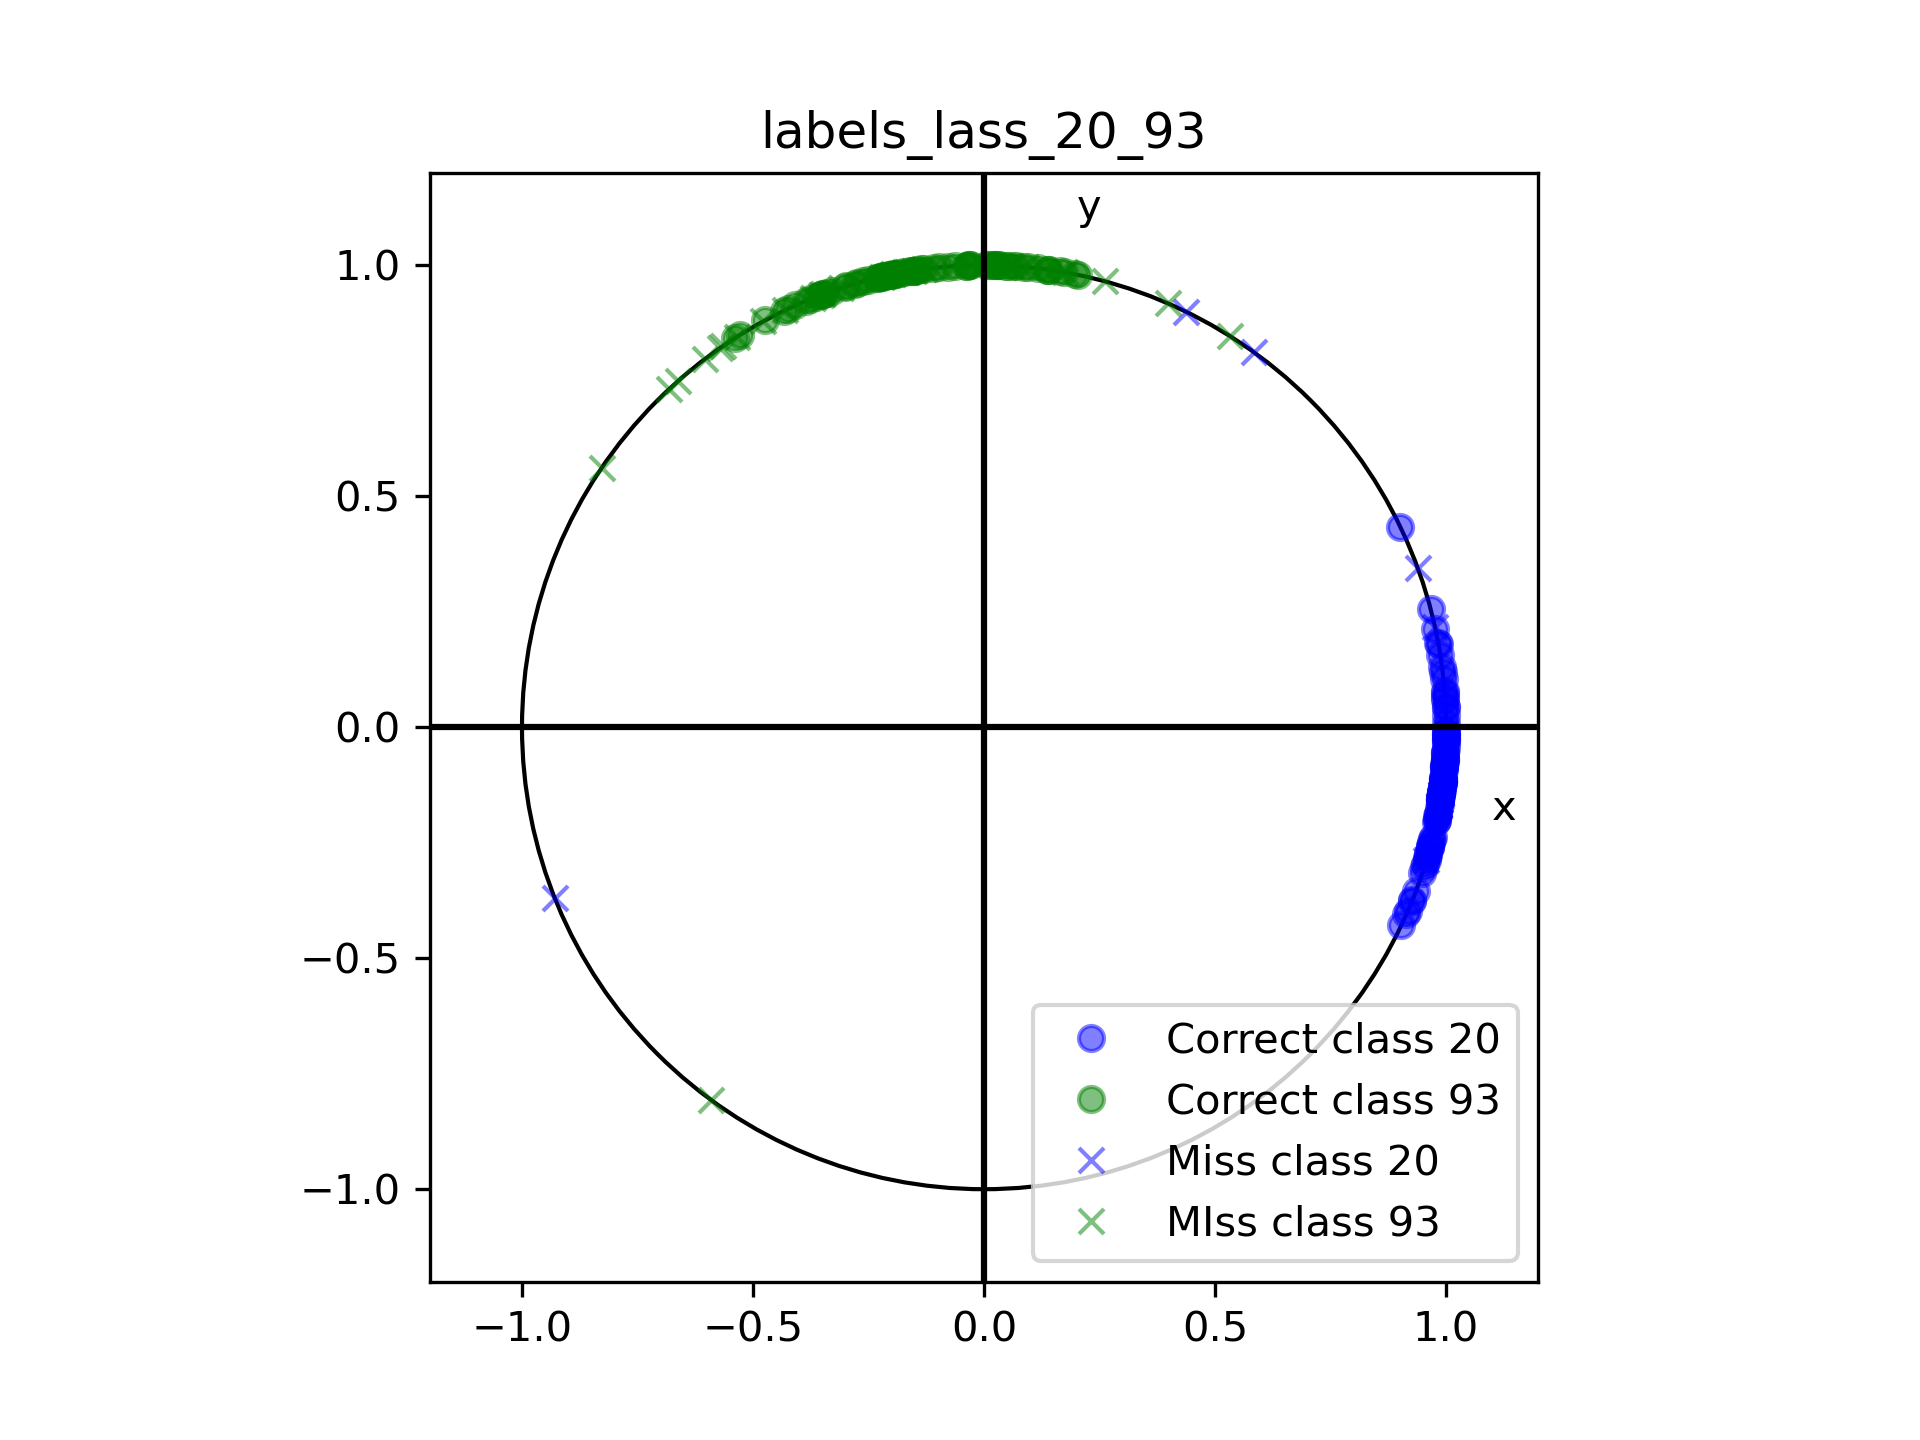 labels_lass_20_93
y
1.0
0.5
0.0
x
−0.5
−1.0
Correct class 20
Correct class 93
Miss class 20
MIss class 93
−1.0 −0.5 0.0 0.5 1.0